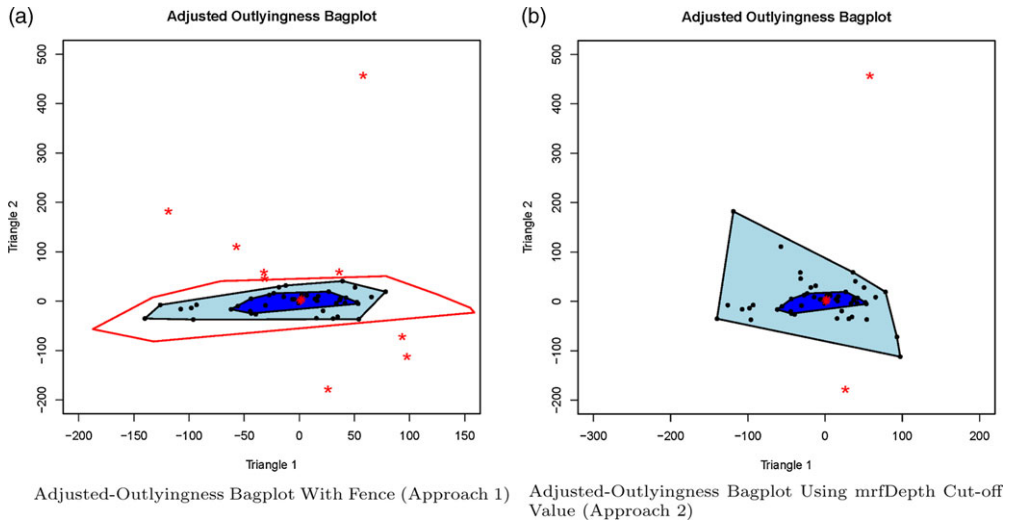 (a)
Adjusted Outlyingness Bagplot
500
400
300
200
100
0
−100
−200
Triangle 2
−200 −150 −100 −50 0 50 100 150
Triangle 1
Adjusted-Outlyingness Bagplot With Fence (Approach 1)
(b)
Adjusted Outlyingness Bagplot
500
400
300
200
100
0
−100
−200
Triangle 2
−300 −200 −100 0 100 200
Triangle 1
Adjusted-Outlyingness Bagplot Using mrfDepth Cut-off
Value (Approach 2)